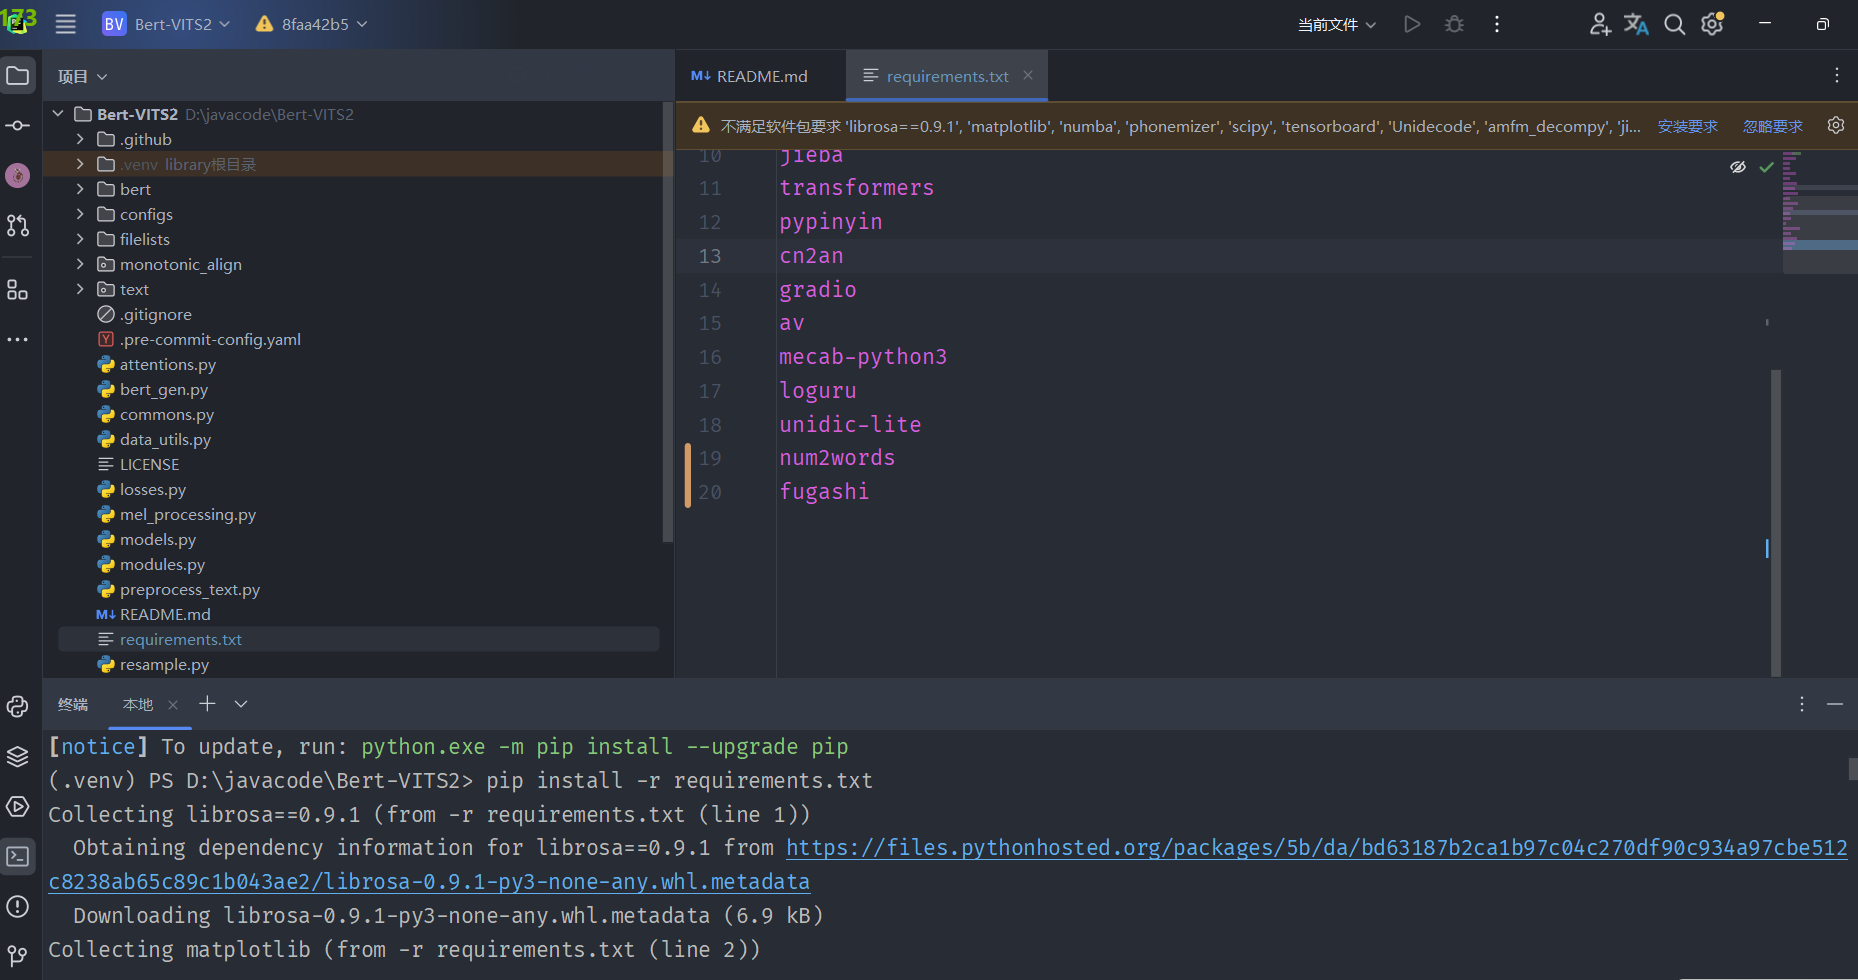 173
BV Bert-VITS2
8faa42b5
当前文件
项目
README.md
requirements.txt
Bert-VITS2 D:\javacode\Bert-VITS2
.github
.venv library根目录
bert
configs
filelists
monotonic_align
text
.gitignore
.pre-commit-config.yaml
attentions.py
bert_gen.py
commons.py
data_utils.py
LICENSE
losses.py
mel_processing.py
models.py
modules.py
preprocess_text.py
README.md
requirements.txt
resample.py
不满足软件包要求 'librosa==0.9.1', 'matplotlib', 'numba', 'phonemizer', 'scipy', 'tensorboard', 'Unidecode', 'amfm_decompy', 'ji... 安装要求 忽略要求
10 jieba
11 transformers
12 pypinyin
13 cn2an
14 gradio
15 av
16 mecab-python3
17 loguru
18 unidic-lite
19 num2words
20 fugashi
终端 本地
[notice] To update, run: python.exe -m pip install --upgrade pip
(.venv) PS D:\javacode\Bert-VITS2> pip install -r requirements.txt
Collecting librosa==0.9.1 (from -r requirements.txt (line 1))
Obtaining dependency information for librosa==0.9.1 from https://files.pythonhosted.org/packages/5b/da/bd63187b2ca1b97c04c270df90c934a97cbe512
c8238ab65c89c1b043ae2/librosa-0.9.1-py3-none-any.whl.metadata
Downloading librosa-0.9.1-py3-none-any.whl.metadata (6.9 kB)
Collecting matplotlib (from -r requirements.txt (line 2))